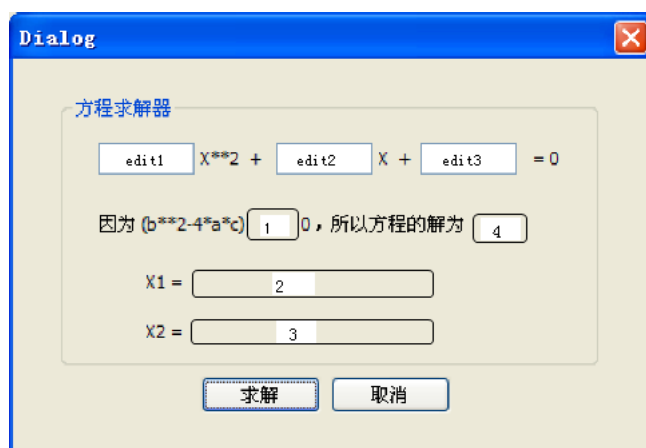 Dialog
方程求解器
edit1 X**2 + edit2 X + edit3 = 0
因为 (b**2-4*a*c) 1 0，所以方程的解为 4
X1 = 2
X2 = 3
求解 取消